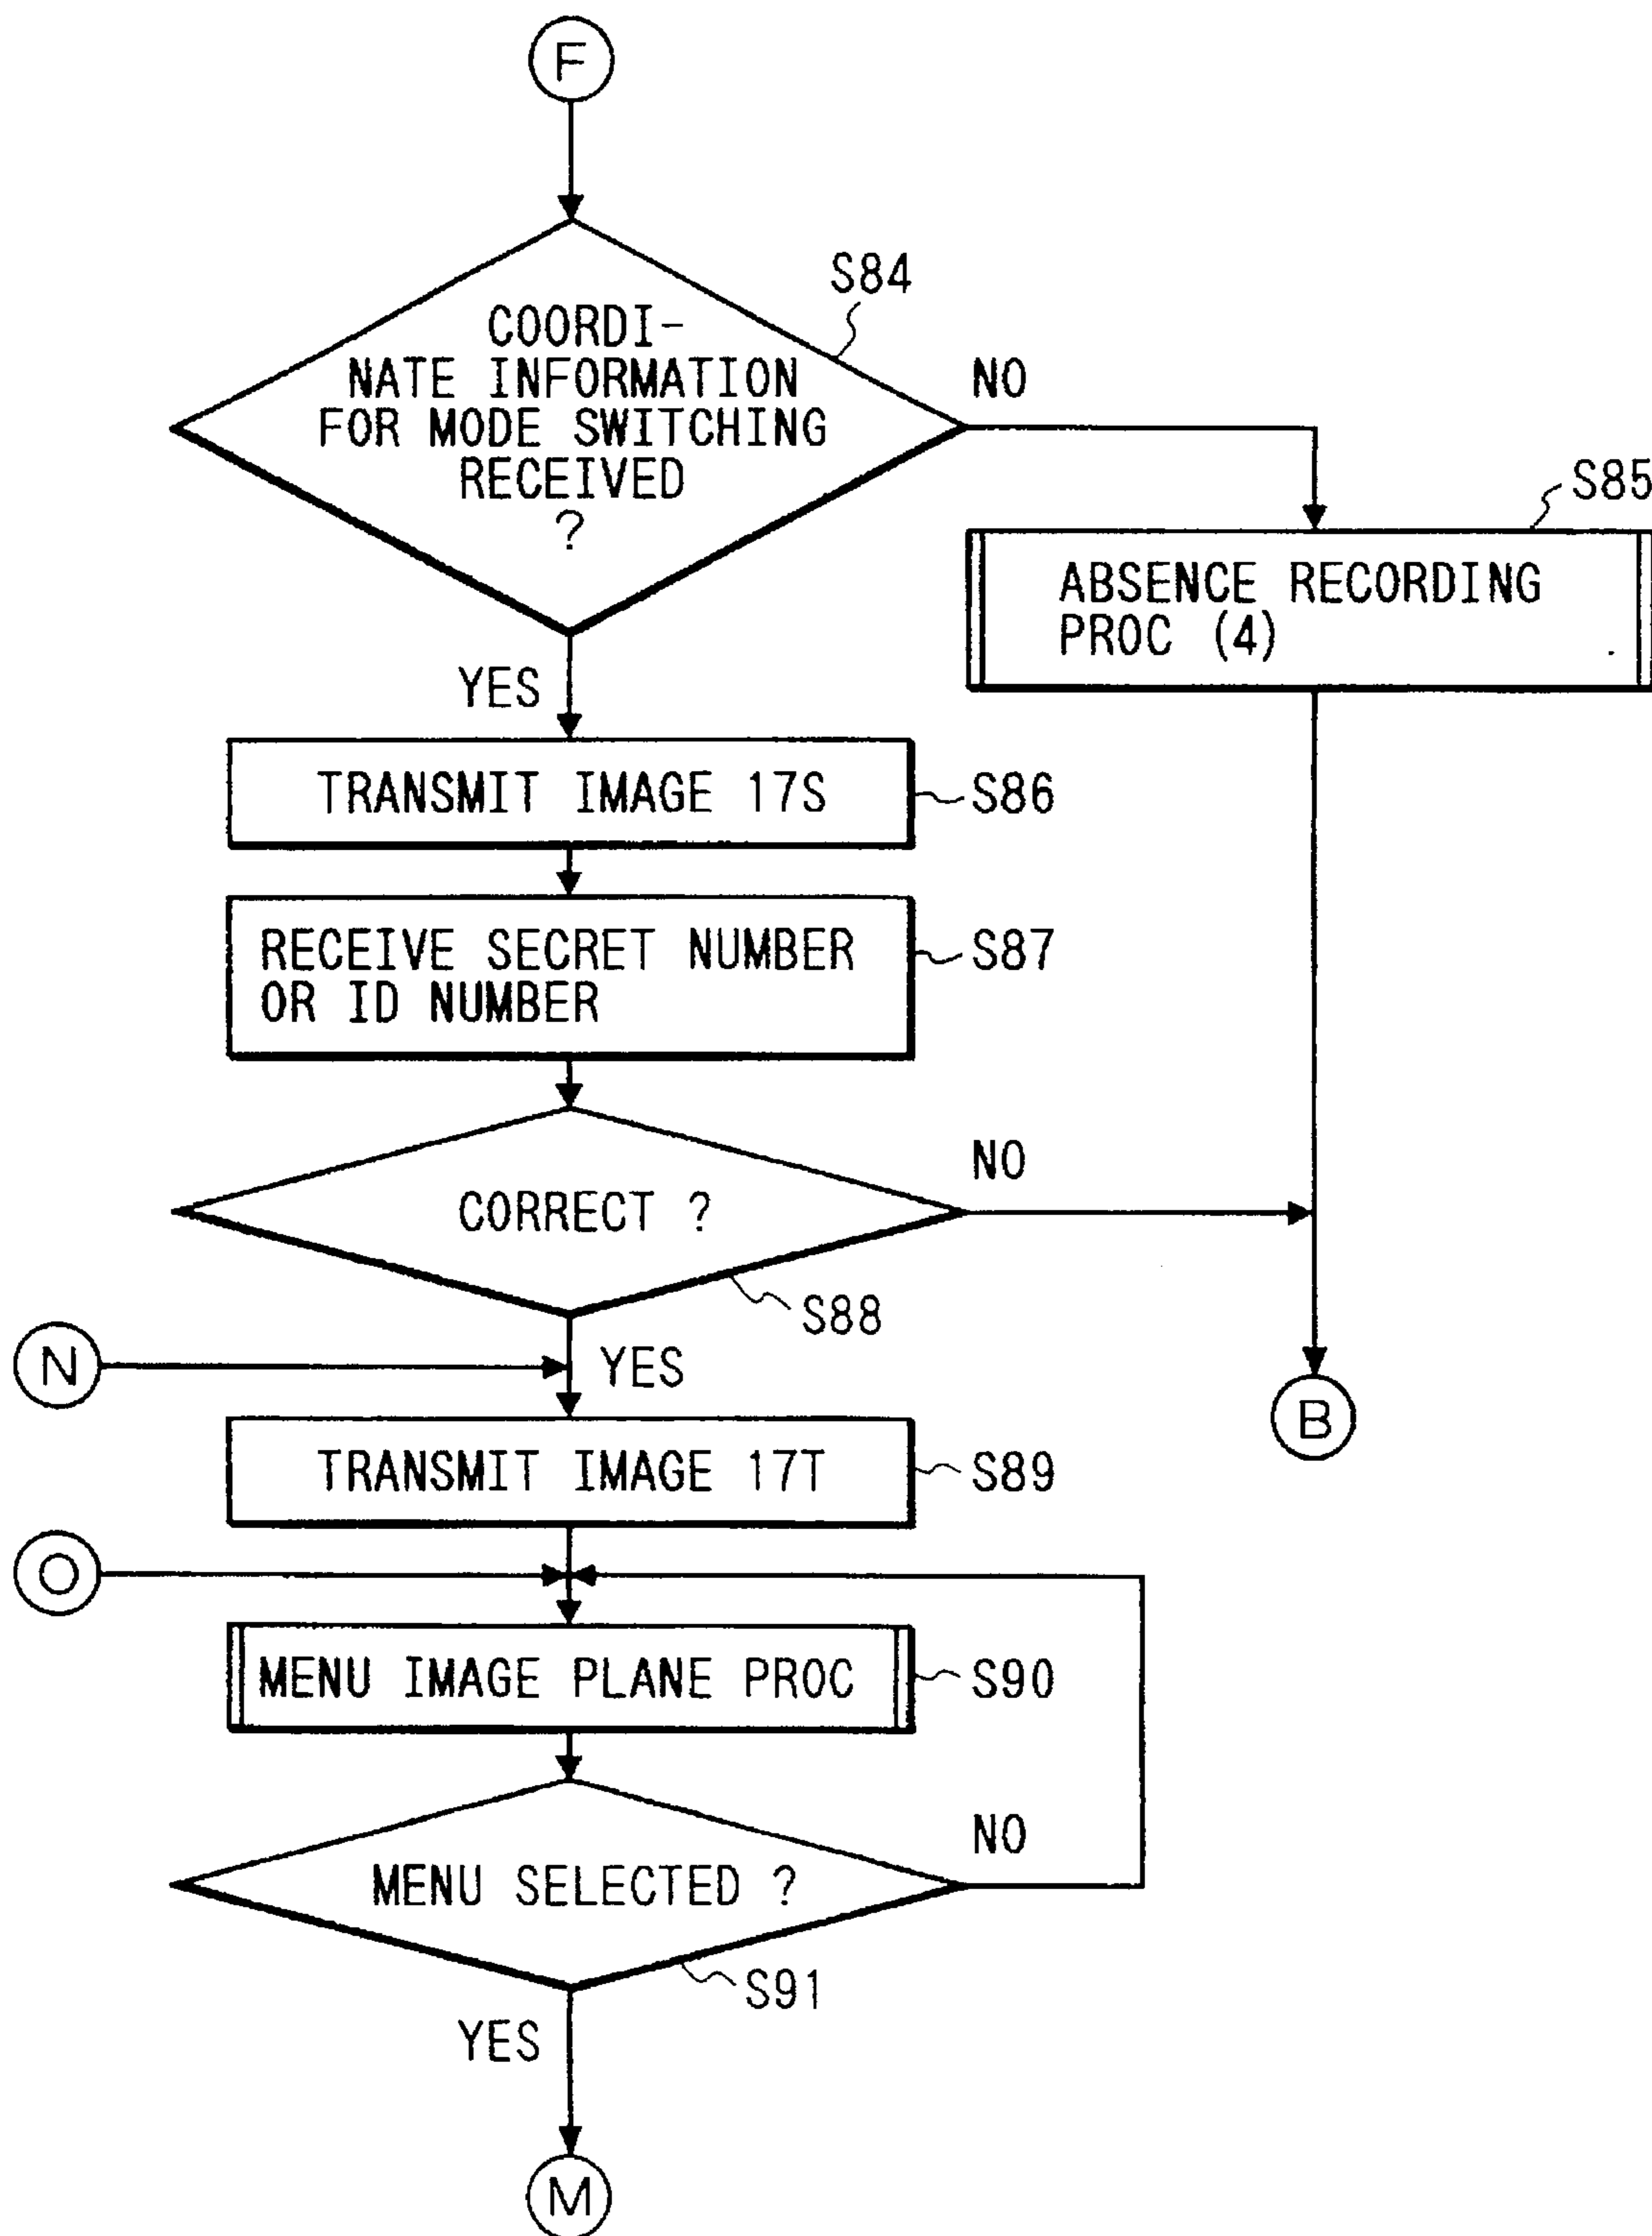 F
S84
COORDI-
NATE INFORMATION
FOR MODE SWITCHING
RECEIVED
?
NO
S85
ABSENCE RECORDING
PROC (4)
YES
TRANSMIT IMAGE 17S
S86
RECEIVE SECRET NUMBER
OR ID NUMBER
S87
NO
CORRECT ?
S88
N
YES
B
TRANSMIT IMAGE 17T
S89
O
MENU IMAGE PLANE PROC
S90
NO
MENU SELECTED ?
S91
YES
M